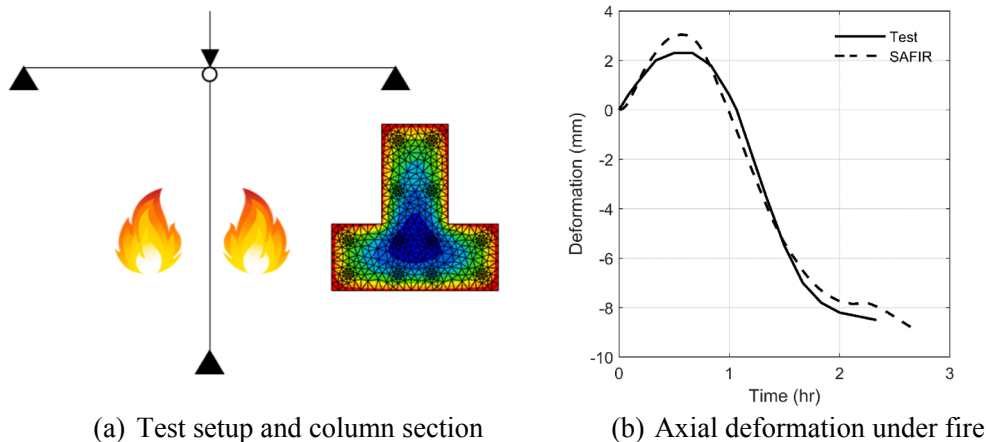 4
2
0
-2
-4
-6
-8
-10
Deformation (mm)
Test
SAFIR
0
1
2
3
Time (hr)
(a) Test setup and column section
(b) Axial deformation under fire